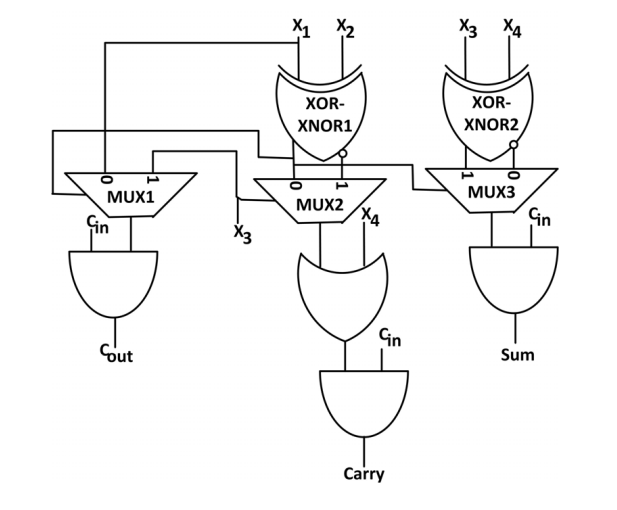 X1 X2 X3 X4
XOR-
XNOR1
XOR-
XNOR2
0 1
MUX1
0 1
MUX2
1 0
MUX3
Cin
X3
X4
Cin
Cout
Cin
Sum
Carry